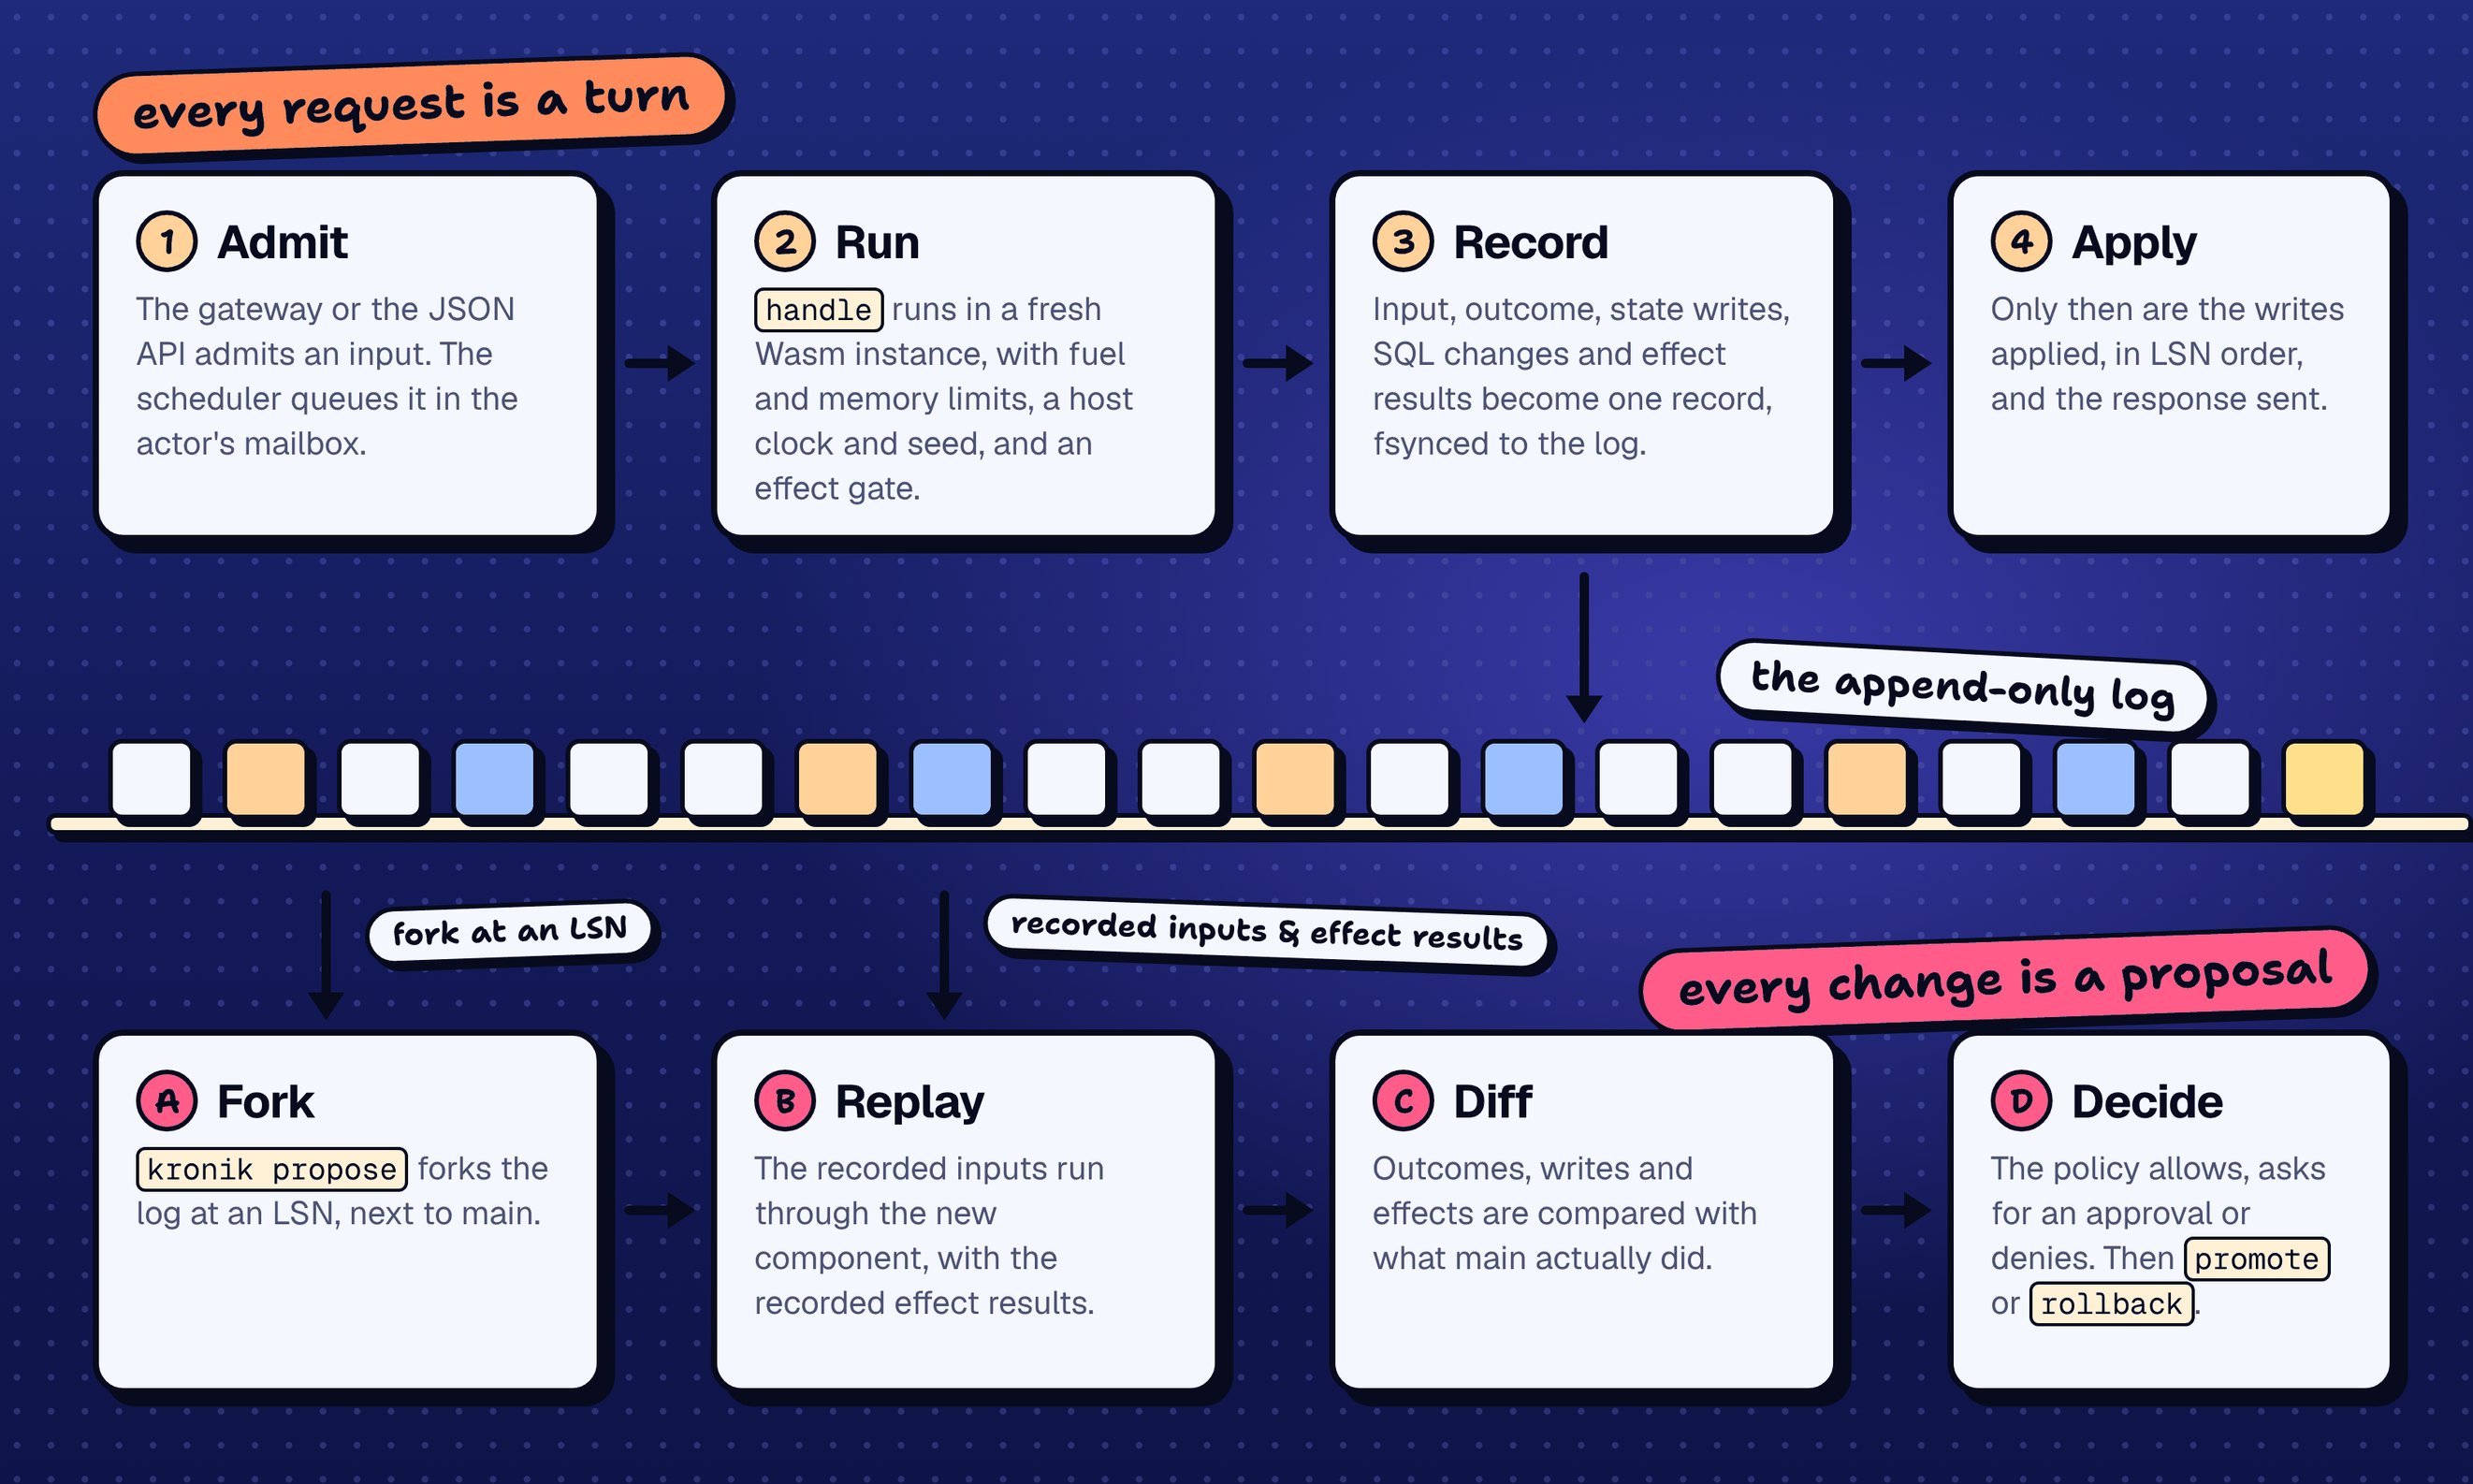 every request is a turn
1 Admit
The gateway or the JSON
API admits an input. The
scheduler queues it in the
actor's mailbox.
2 Run
handle runs in a fresh
Wasm instance, with fuel
and memory limits, a host
clock and seed, and an
effect gate.
3 Record
Input, outcome, state writes,
SQL changes and effect
results become one record,
fsynced to the log.
4 Apply
Only then are the writes
applied, in LSN order,
and the response sent.
the append-only log
fork at an LSN
recorded inputs & effect results
every change is a proposal
A Fork
kronik propose forks the
log at an LSN, next to main.
B Replay
The recorded inputs run
through the new
component, with the
recorded effect results.
C Diff
Outcomes, writes and
effects are compared with
what main actually did.
D Decide
The policy allows, asks
for an approval or
denies. Then promote
or rollback.